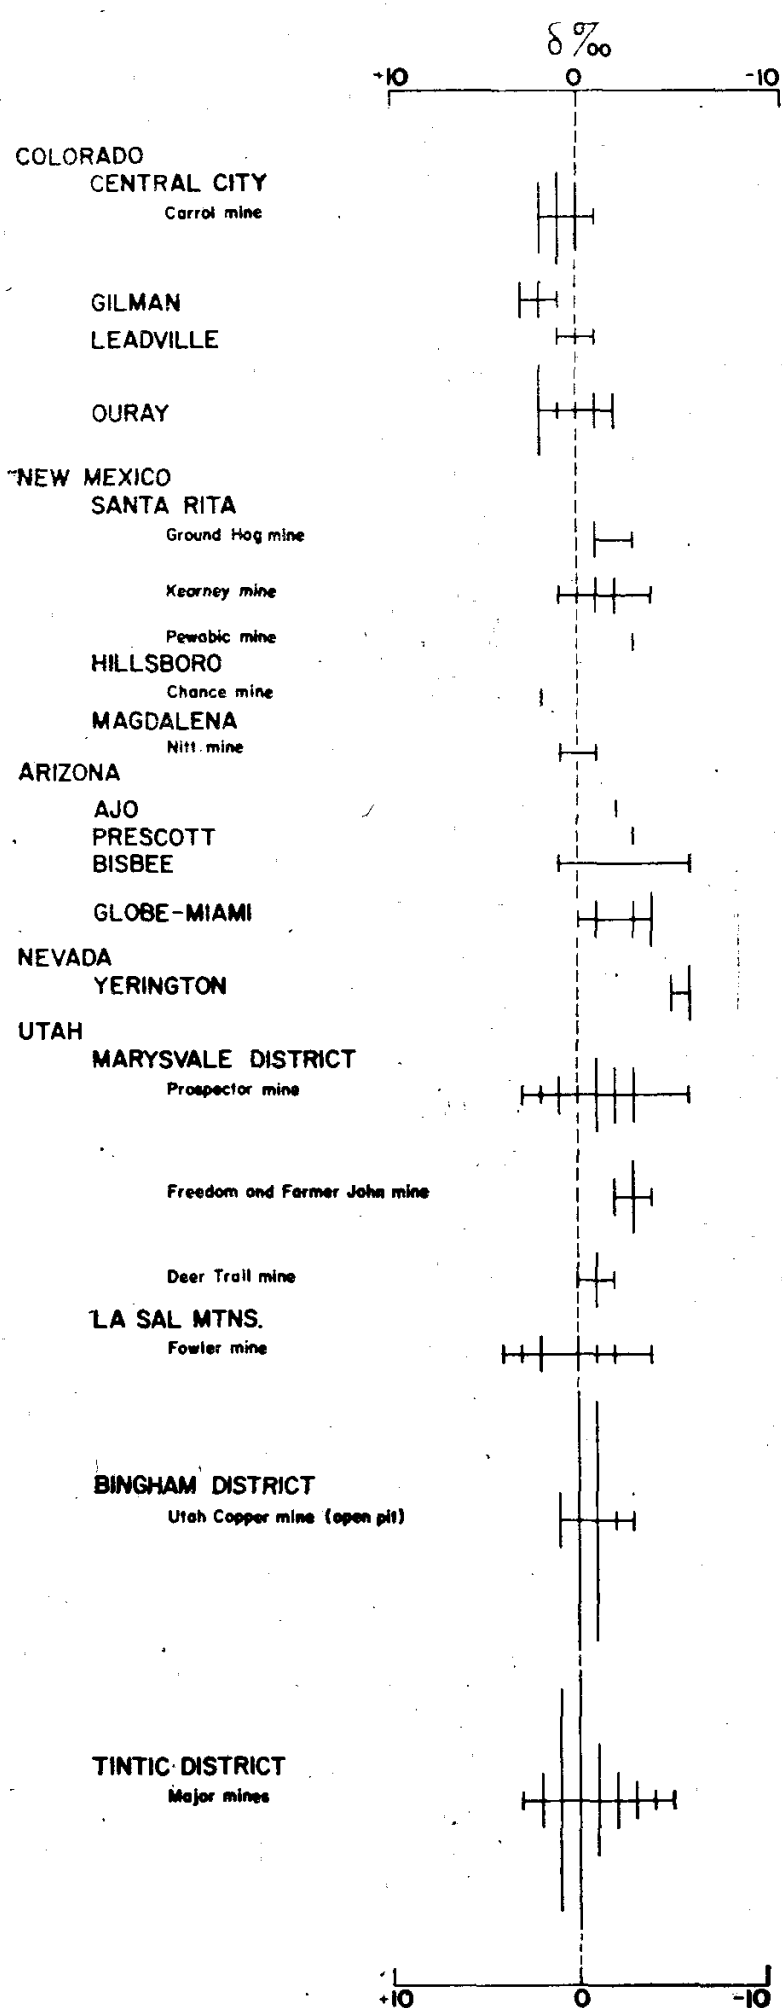 δ ‰
+10 0 -10
COLORADO
CENTRAL CITY
Carrol mine
GILMAN
LEADVILLE
OURAY
NEW MEXICO
SANTA RITA
Ground Hog mine
Kearney mine
Pewabic mine
HILLSBORO
Chance mine
MAGDALENA
Nitt mine
ARIZONA
AJO
PRESCOTT
BISBEE
GLOBE-MIAMI
NEVADA
YERINGTON
UTAH
MARYSVALE DISTRICT
Prospector mine
Freedom and Farmer John mine
Deer Trail mine
LA SAL MTNS.
Fowler mine
BINGHAM DISTRICT
Utah Copper mine (open pit)
TINTIC DISTRICT
Major mines
+10 0 -10